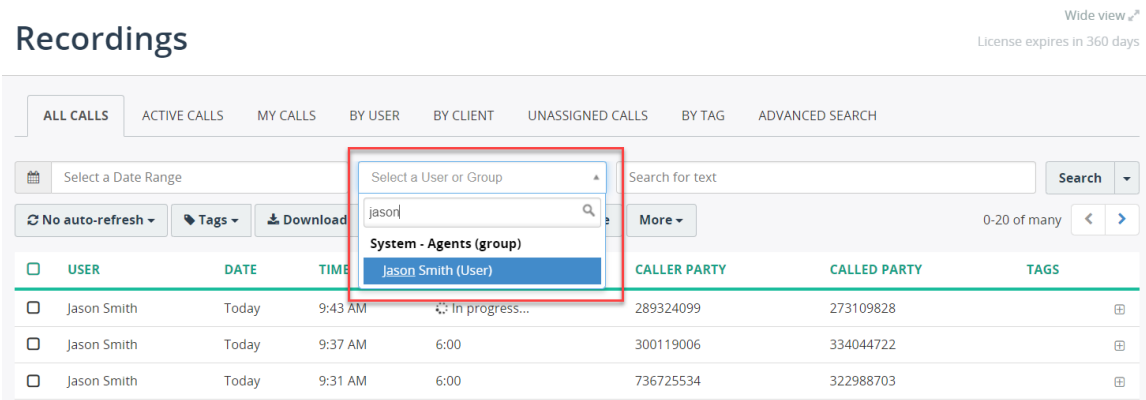 Wide view
Recordings
License expires in 360 days
ALL CALLS ACTIVE CALLS MY CALLS BY USER BY CLIENT UNASSIGNED CALLS BY TAG ADVANCED SEARCH
Select a Date Range Select a User or Group Search for text Search
jason
No auto-refresh Tags Download More 0-20 of many
System - Agents (group)
Jason Smith (User)
USER DATE TIME CALLER PARTY CALLED PARTY TAGS
Jason Smith Today 9:43 AM In progress... 289324099 273109828
Jason Smith Today 9:37 AM 6:00 300119006 334044722
Jason Smith Today 9:31 AM 6:00 736725534 322988703